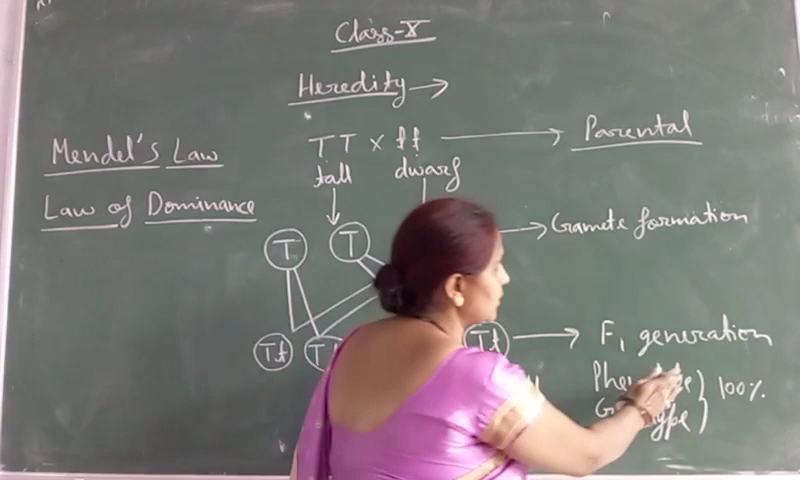 Class-X
Heredity →
Mendel's Law
Law of Dominance
TT × tt → Parental
tall dwarf
T T → Gamete formation
Tt T Tt → F₁ generation
100%